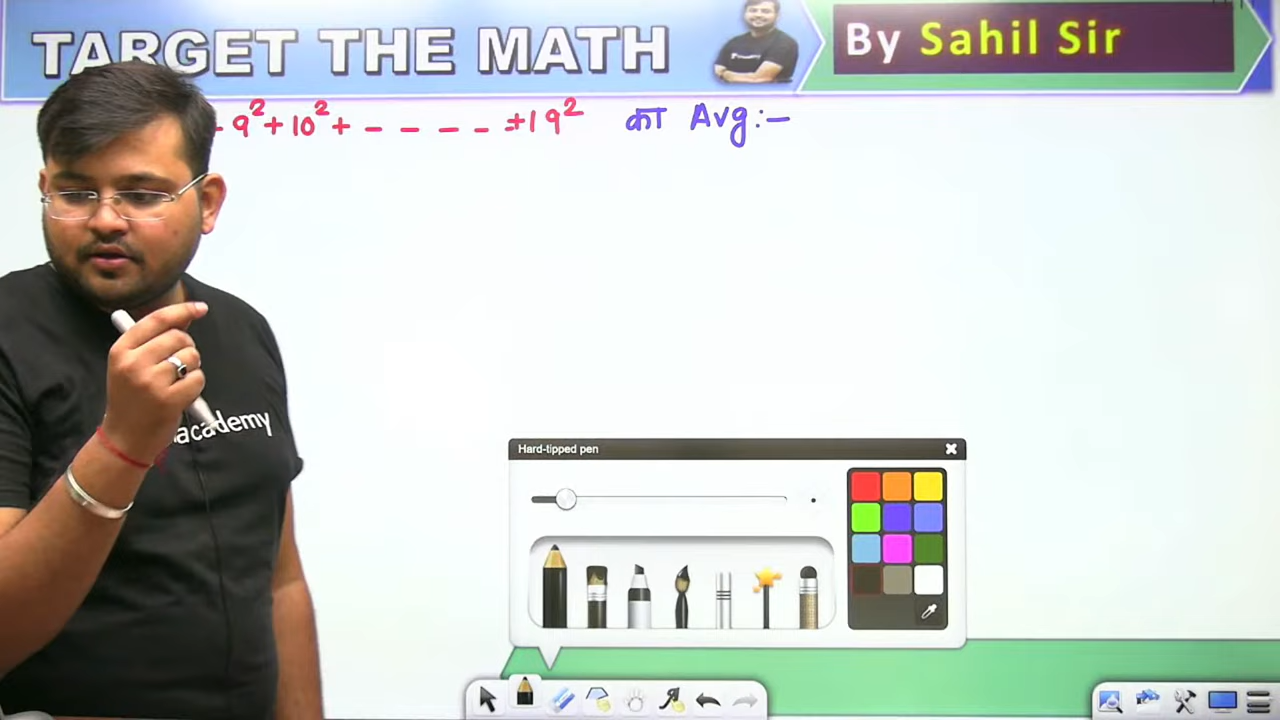 TARGET THE MATH
By Sahil Sir
9² + 10² + – – – – +19² का Avg:–
academy
Hard-tipped pen